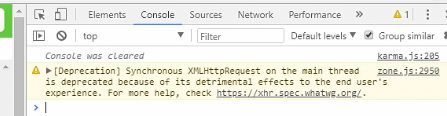 Elements Console Sources Network Performance » 1
top Filter Default levels ▼ Group similar
Console was cleared karma.js:205
▶[Deprecation] Synchronous XMLHttpRequest on the main thread zone.js:2950
is deprecated because of its detrimental effects to the end user's
experience. For more help, check https://xhr.spec.whatwg.org/.
>